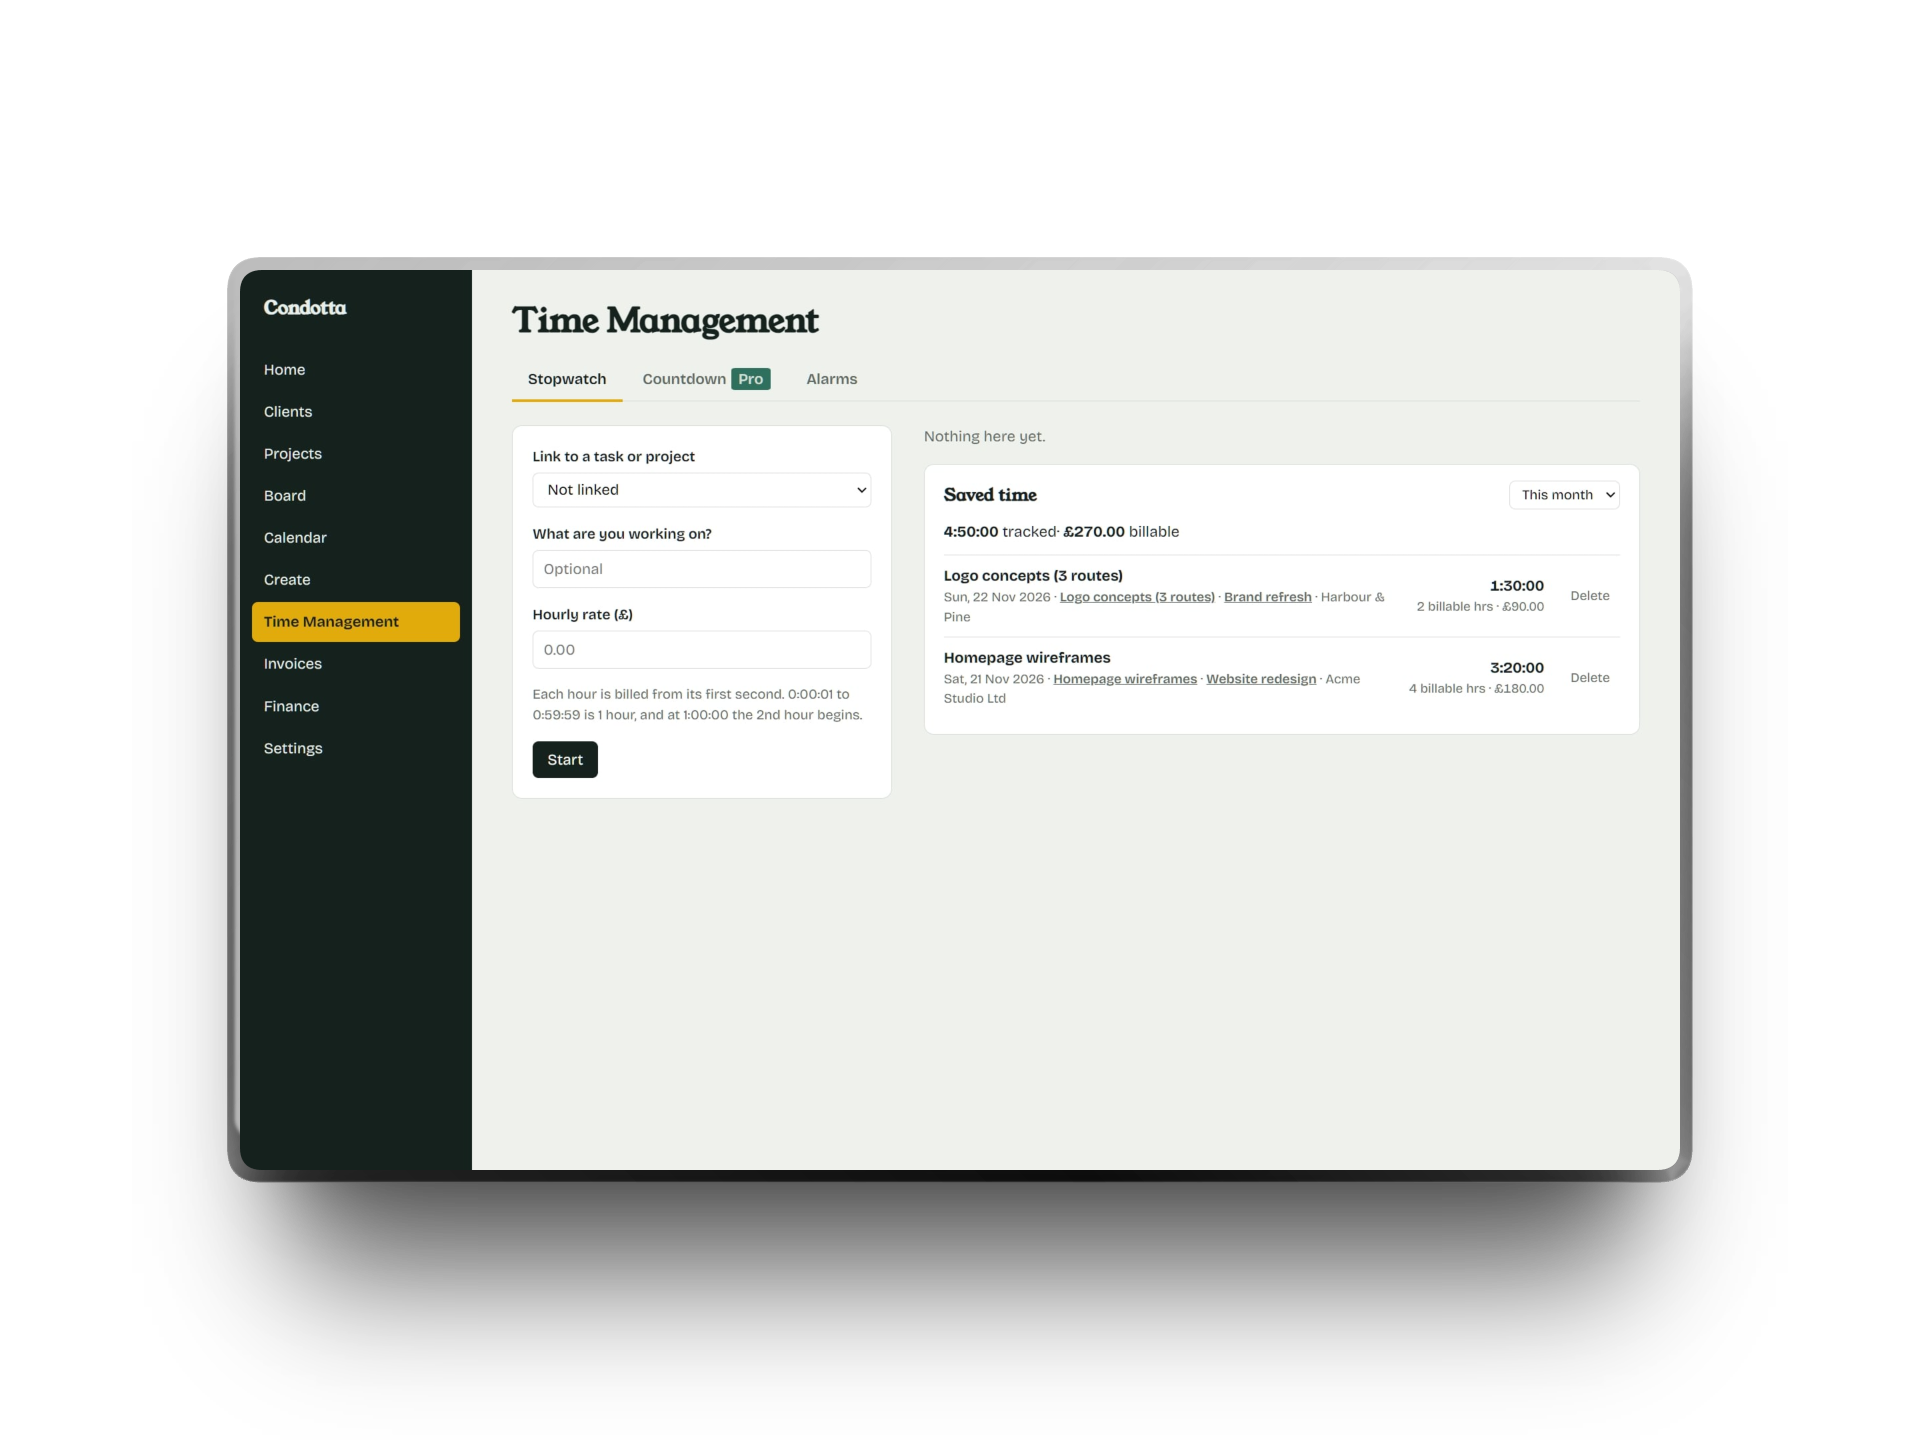 Condotta
Home
Clients
Projects
Board
Calendar
Create
Time Management
Invoices
Finance
Settings
Time Management
Stopwatch
Countdown Pro
Alarms
Link to a task or project
Not linked
What are you working on?
Optional
Hourly rate (£)
0.00
Each hour is billed from its first second. 0:00:01 to
0:59:59 is 1 hour, and at 1:00:00 the 2nd hour begins.
Start
Nothing here yet.
Saved time
This month
4:50:00 tracked· £270.00 billable
Logo concepts (3 routes)
Sun, 22 Nov 2026 · Logo concepts (3 routes) · Brand refresh · Harbour &
Pine
1:30:00
2 billable hrs · £90.00
Delete
Homepage wireframes
Sat, 21 Nov 2026 · Homepage wireframes · Website redesign · Acme
Studio Ltd
3:20:00
4 billable hrs · £180.00
Delete